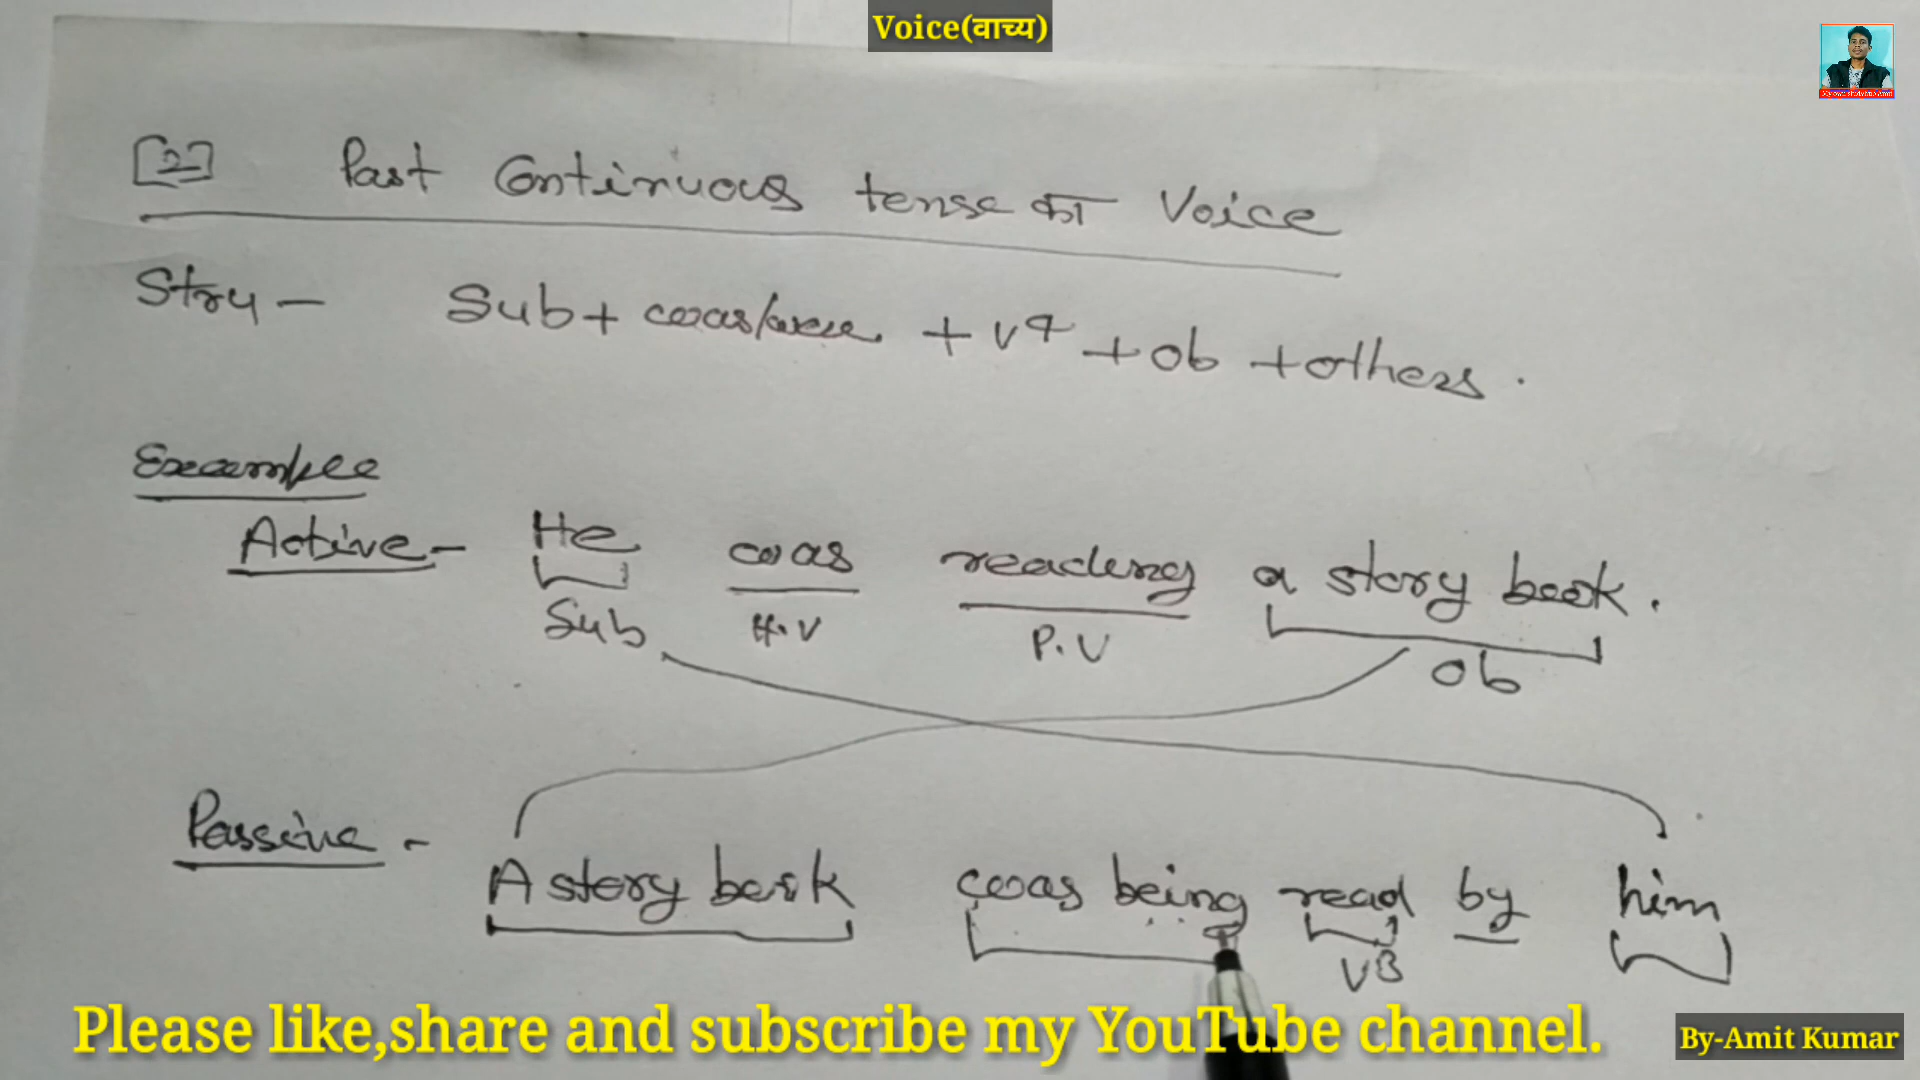 Voice(वाच्य)
[2] Past Continuous tense का Voice
Stru - Sub + was/were + v4 + ob + others.
Example
Active - He was reading a story book.
Sub H.V P.V ob
Passive - A story book was being read by him
V3
Please like,share and subscribe my YouTube channel.
By-Amit Kumar